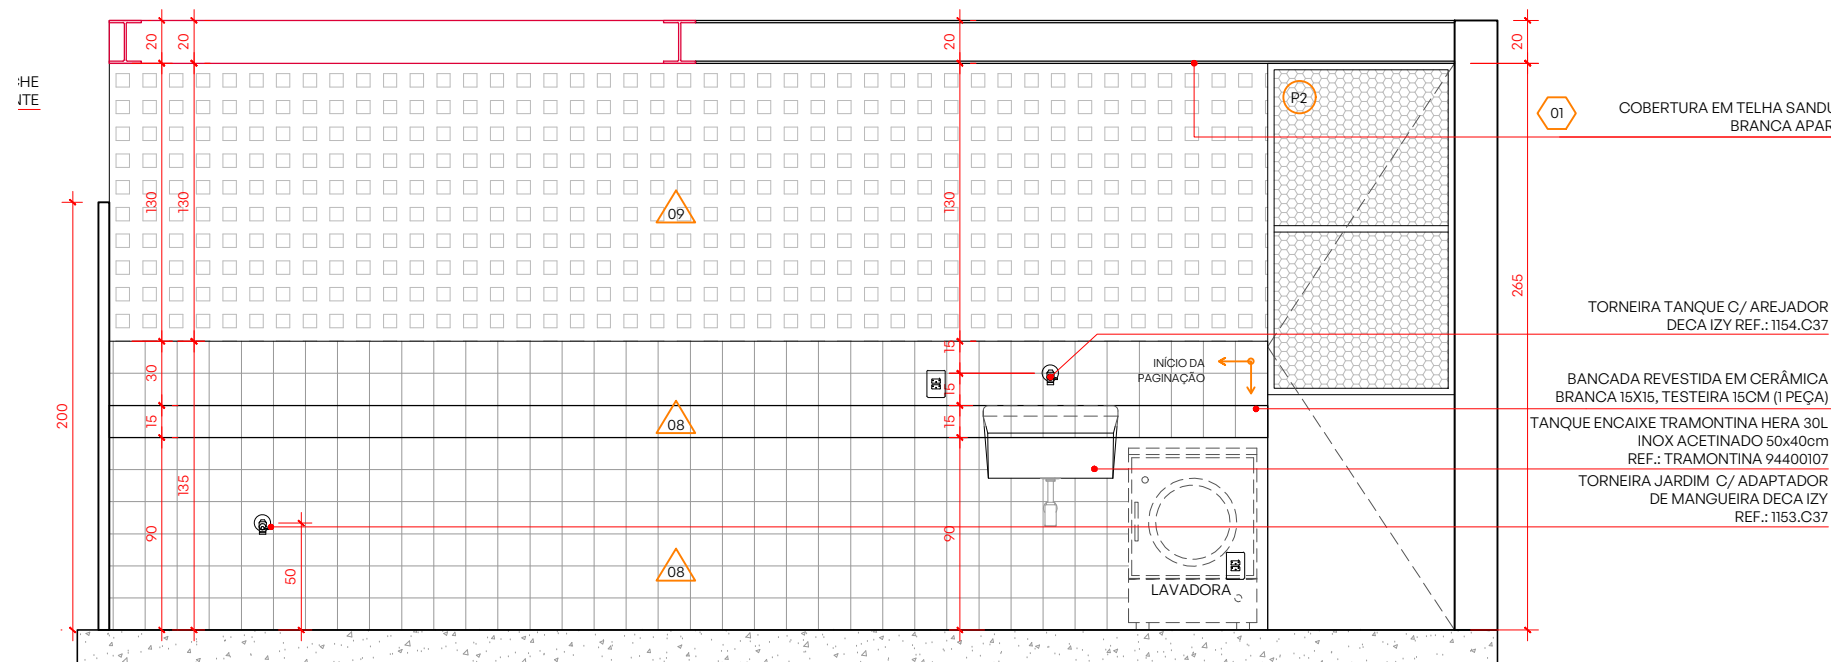 20
20
20
20
:HE
ITE
P2
01
COBERTURA EM TELHA SANDU
BRANCA APAR
130
130
09
130
265
TORNEIRA TANQUE C/ AREJADOR
DECA IZY REF.: 1154.C37
15
INÍCIO DA
PAGINAÇÃO
30
15
BANCADA REVESTIDA EM CERÂMICA
BRANCA 15X15, TESTEIRA 15CM (1 PEÇA)
200
15
08
15
TANQUE ENCAIXE TRAMONTINA HERA 30L
INOX ACETINADO 50x40cm
REF.: TRAMONTINA 94400107
135
TORNEIRA JARDIM C/ ADAPTADOR
DE MANGUEIRA DECA IZY
REF.: 1153.C37
90
90
50
08
LAVADORA